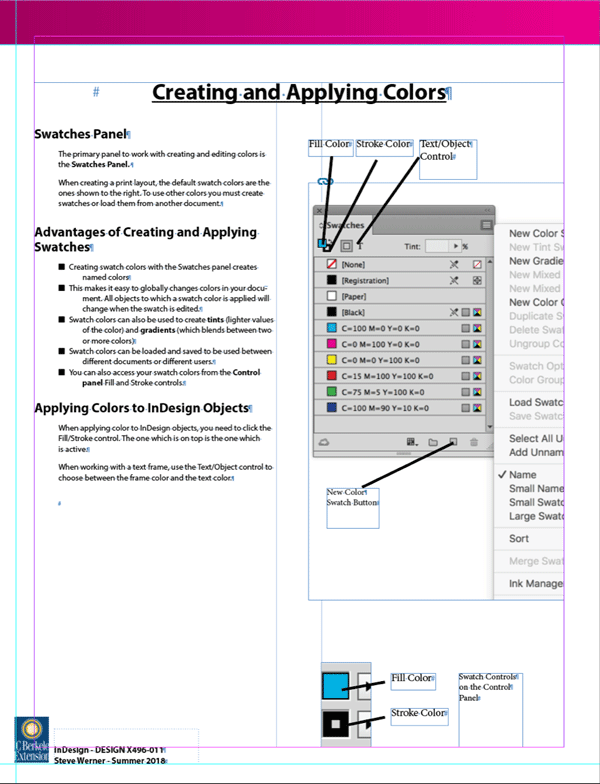 Creating and Applying Colors
Swatches Panel
The primary panel to work with creating and editing colors is
the Swatches Panel.
When creating a print layout, the default swatch colors are the
ones shown to the right. To use other colors you must create
swatches or load them from another document.
Advantages of Creating and Applying
Swatches
■ Creating swatch colors with the Swatches panel creates
named colors
■ This makes it easy to globally changes colors in your docu-
ment. All objects to which a swatch color is applied will
change when the swatch is edited.
■ Swatch colors can also be used to create tints (lighter values
of the color) and gradients (which blends between two
or more colors)
■ Swatch colors can be loaded and saved to be used between
different documents or different users.
■ You can also access your swatch colors from the Control
panel Fill and Stroke controls.
Applying Colors to InDesign Objects
When applying color to InDesign objects, you need to click the
Fill/Stroke control. The one which is on top is the one which
is active.
When working with a text frame, use the Text/Object control to
choose between the frame color and the text color.
Fill Color
Stroke Color
Text/Object
Control
Swatches
T
Tint:
%
[None]
[Registration]
[Paper]
[Black]
C=100 M=0 Y=0 K=0
C=0 M=100 Y=0 K=0
C=0 M=0 Y=100 K=0
C=15 M=100 Y=100 K=0
C=75 M=5 Y=100 K=0
C=100 M=90 Y=10 K=0
New Color S
New Tint Sw
New Gradie
New Mixed
New Mixed
New Color G
Duplicate S
Delete Swa
Ungroup Co
Swatch Opt
Color Group
Load Swatc
Save Swatc
Select All U
Add Unnam
✓ Name
Small Name
Small Swatc
Large Swatc
Sort
Merge Swat
Ink Manage
New Color
Swatch Button
Fill Color
Stroke Color
Swatch Controls
on the Control
Panel
C Berkele
Extension
InDesign - DESIGN X496-011
Steve Werner - Summer 2018